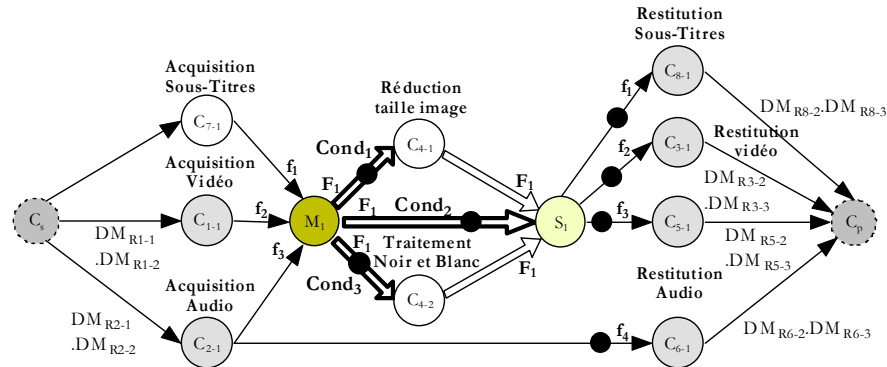 Restitution
Sous-Titres
Acquisition
Sous-Titres
Réduction
taille image
C8-1
f1
DMR8-2.DMR8-3
C7-1
f1
Cond1
C4-1
F1
F1
f2
C3-1
Restitution
vidéo
Acquisition
Vidéo
DMR3-2
.DMR3-3
Cs
C1-1
f2
M1
F1
Cond2
S1
f3
C5-1
Cp
DMR1-1
.DMR1-2
f3
F1
Traitement
Noir et Blanc
F1
DMR5-2
.DMR5-3
Acquisition
Audio
Cond3
C4-2
Restitution
Audio
DMR2-1
.DMR2-2
C2-1
f4
C6-1
DMR6-2.DMR6-3